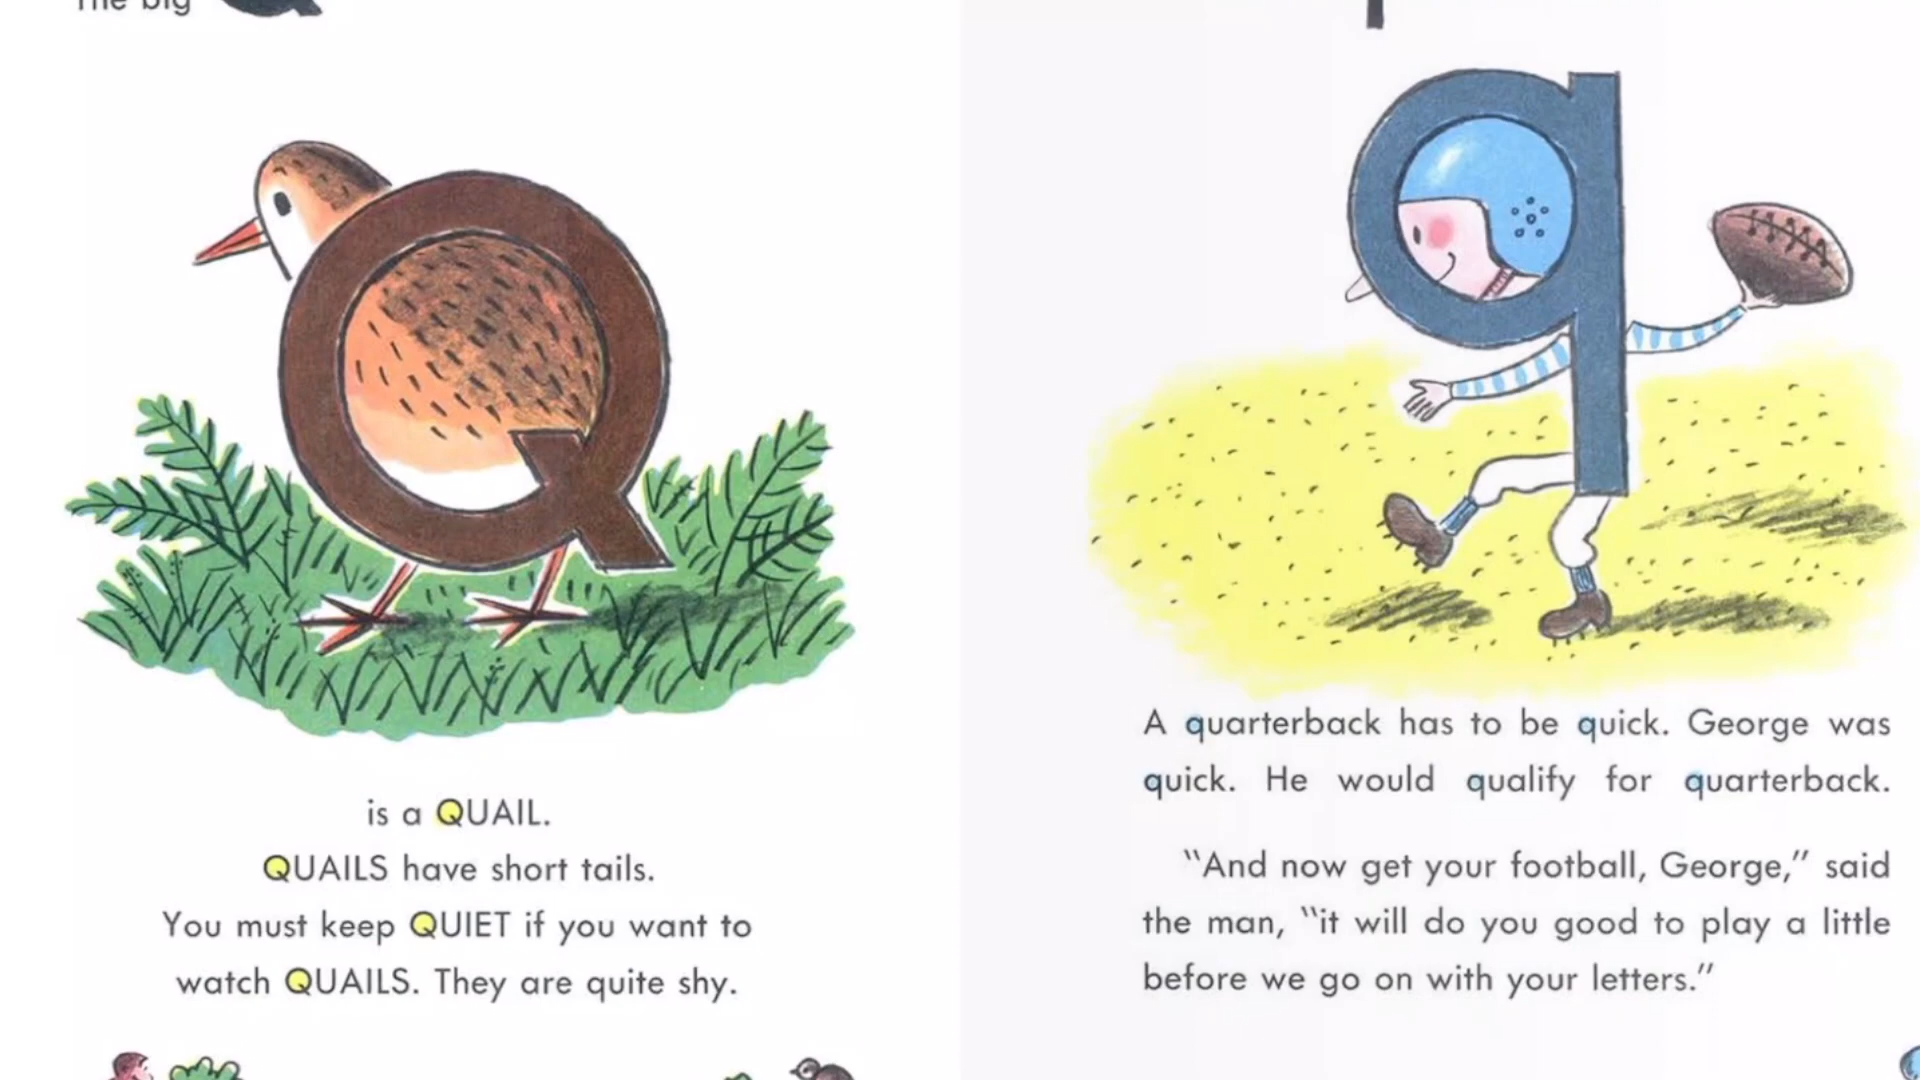 The big Q
is a QUAIL.
QUAILS have short tails.
You must keep QUIET if you want to
watch QUAILS. They are quite shy.
q
A quarterback has to be quick. George was
quick. He would qualify for quarterback.
“And now get your football, George,” said
the man, “it will do you good to play a little
before we go on with your letters.”